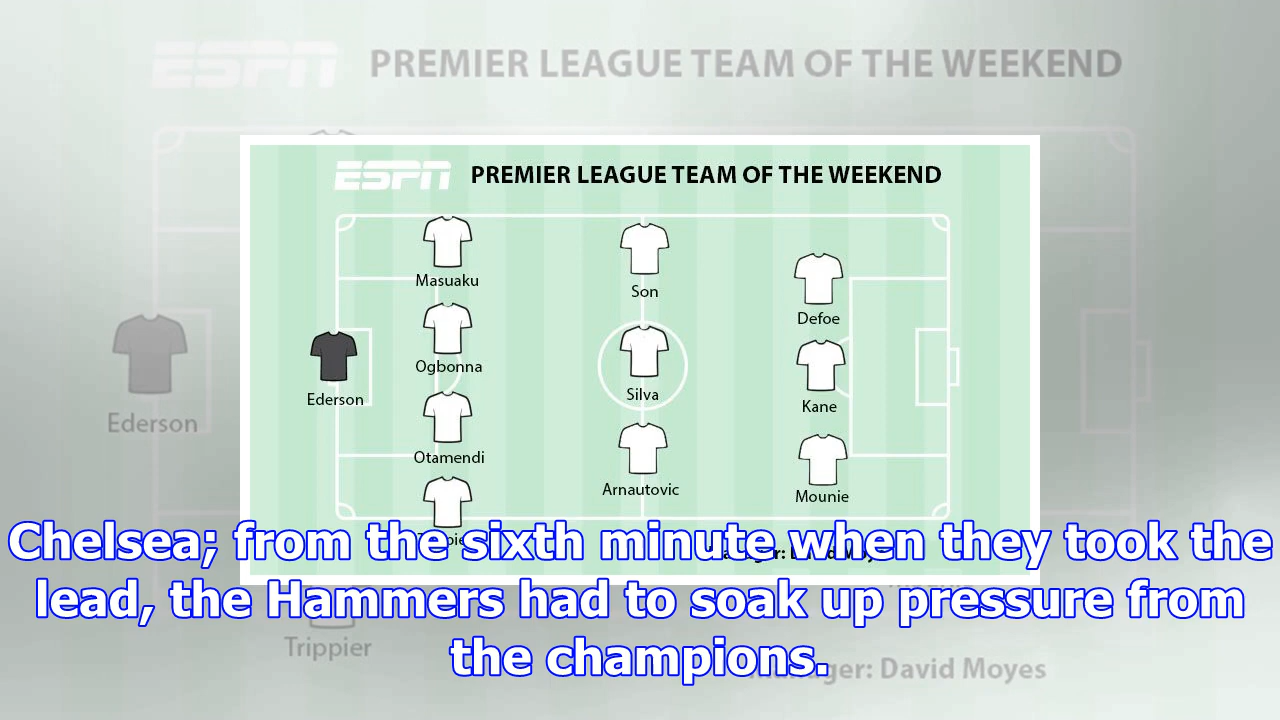 ESPN PREMIER LEAGUE TEAM OF THE WEEKEND
ESPN PREMIER LEAGUE TEAM OF THE WEEKEND
Masuaku
Son
Defoe
Ogbonna
Ederson
Silva
Kane
Ederson
Otamendi
Arnautovic
Mounie
Chelsea; from the sixth minute when they took the
lead, the Hammers had to soak up pressure from
the champions.
Trippier
Manager: David Moyes